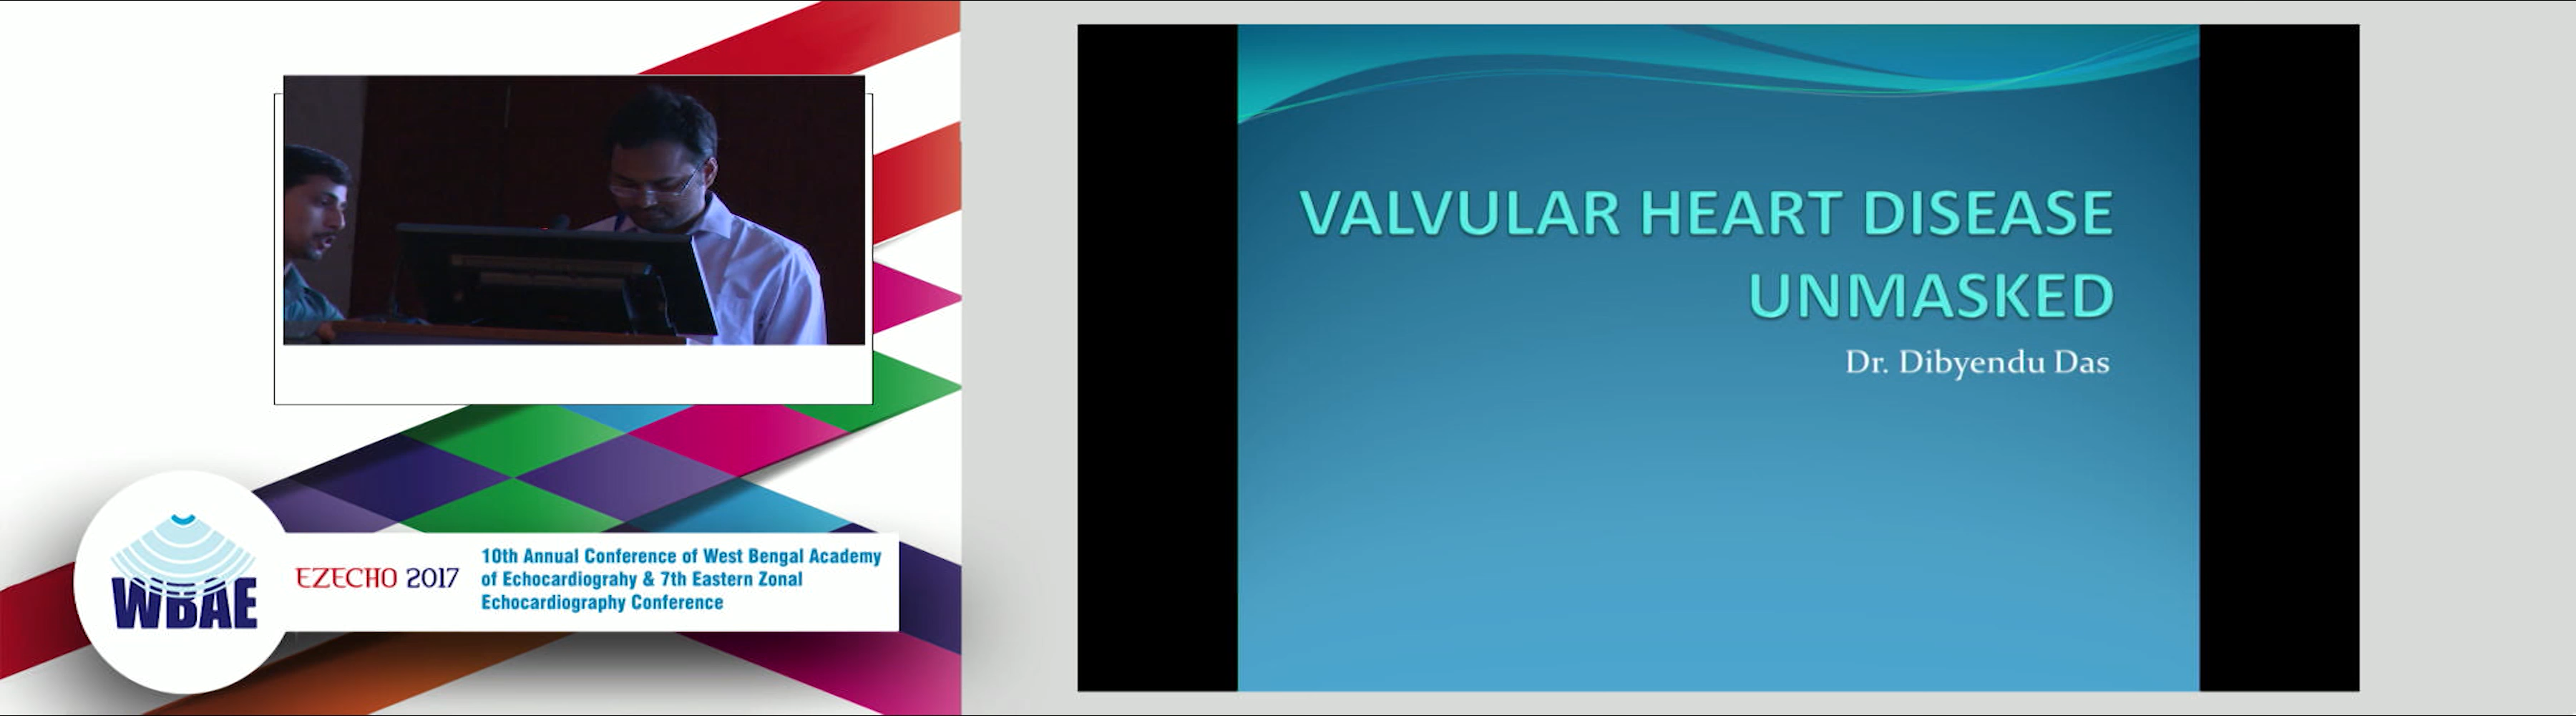 WBAE
EZECHO 2017
10th Annual Conference of West Bengal Academy
of Echocardiograhy & 7th Eastern Zonal
Echocardiography Conference
VALVULAR HEART DISEASE
UNMASKED
Dr. Dibyendu Das